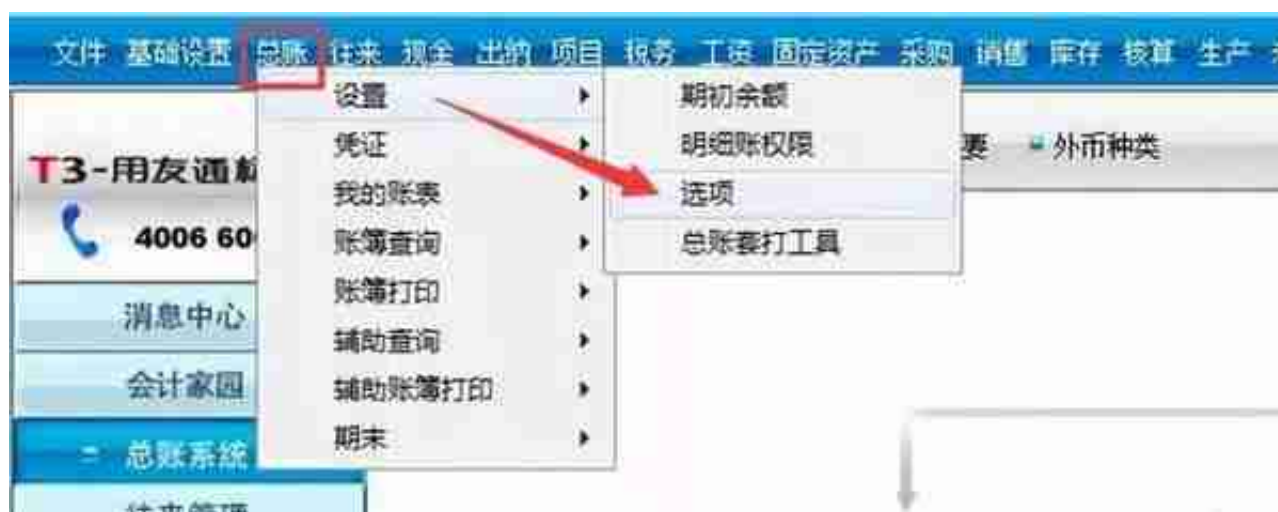 文件 基础设置 总账 往来 现金 出纳 项目 税务 工资 固定资产 采购 销售 库存 核算 生产
设置 期初余额
凭证 明细账权限 外币种类
T3-用友通标
我的账表 选项
4006 60
账簿查询 总账套打工具
账簿打印
消息中心
辅助查询
会计家园
辅助账簿打印
期末
总账系统
往来管理